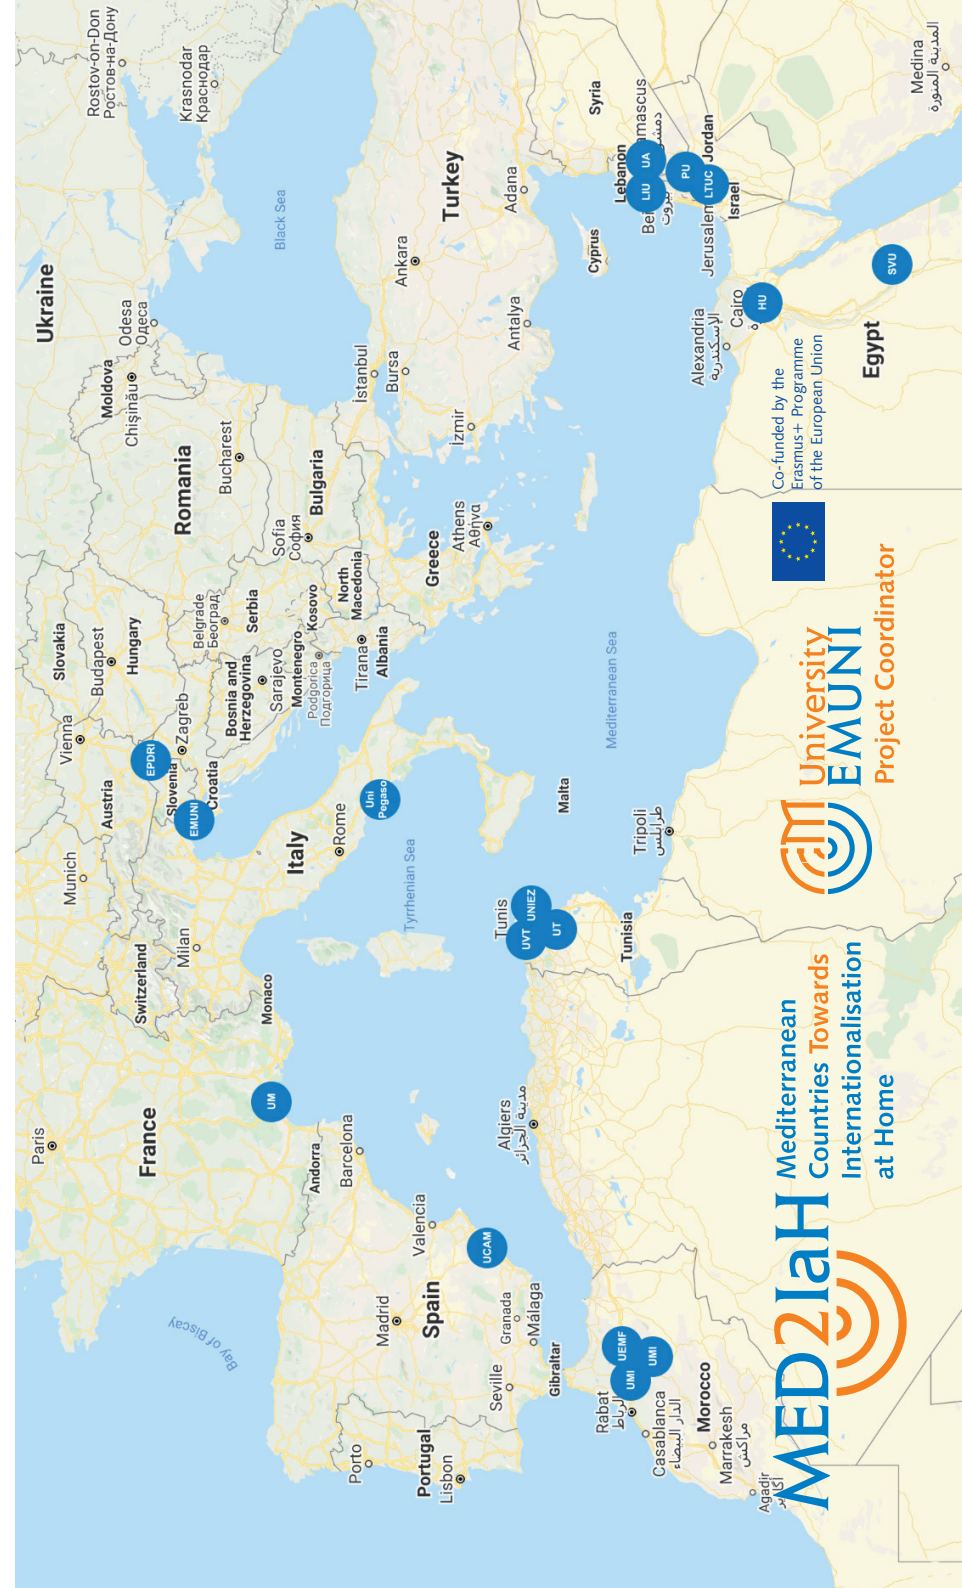 Rostov-on-Don
Ростов-на-Дону
Krasnodar
Краснодар
Ukraine
Odesa
Одеса
Moldova
Chișinău
Romania
Bucharest
Slovakia
Budapest
Hungary
Vienna
Austria
Munich
Switzerland
Milan
Monaco
Paris
France
Bay of Biscay
Andorra
Barcelona
Valencia
Madrid
Spain
Granada
Málaga
Seville
Gibraltar
Porto
Portugal
Lisbon
EPDRI
Zagreb
Slovenia
Croatia
EMUNI
Italy
Rome
Uni
Pegaso
Tyrrhenian Sea
Belgrade
Београд
Serbia
Bosnia and
Herzegovina
Sarajevo
Montenegro
Podgorica
Подгорица
Kosovo
North
Macedonia
Tirana
Albania
Sofia
София
Bulgaria
Greece
Athens
Αθήνα
Black Sea
İstanbul
Bursa
İzmir
Ankara
Turkey
Antalya
Adana
Cyprus
Syria
Lebanon
LIU
UA
Bei
بيروت
mascus
دمشق
PU
LTUC
Jordan
Jerusalem
Israel
Medina
المدينة المنورة
Mediterranean Sea
Malta
Tripoli
طرابلس
Tunis
UVT
UNIEZ
UT
Tunisia
Algiers
مدينة الجزائر
UM
UCAM
UEMF
UMI
UMI
Rabat
الرباط
Casablanca
الدار البيضاء
Morocco
Marrakesh
مراكش
Agadir
Alexandria
الإسكندرية
Cairo
HU
SVU
Egypt
MED2IaH
Mediterranean
Countries Towards
Internationalisation
at Home
University
EMUNI
Project Coordinator
Co-funded by the
Erasmus+ Programme
of the European Union